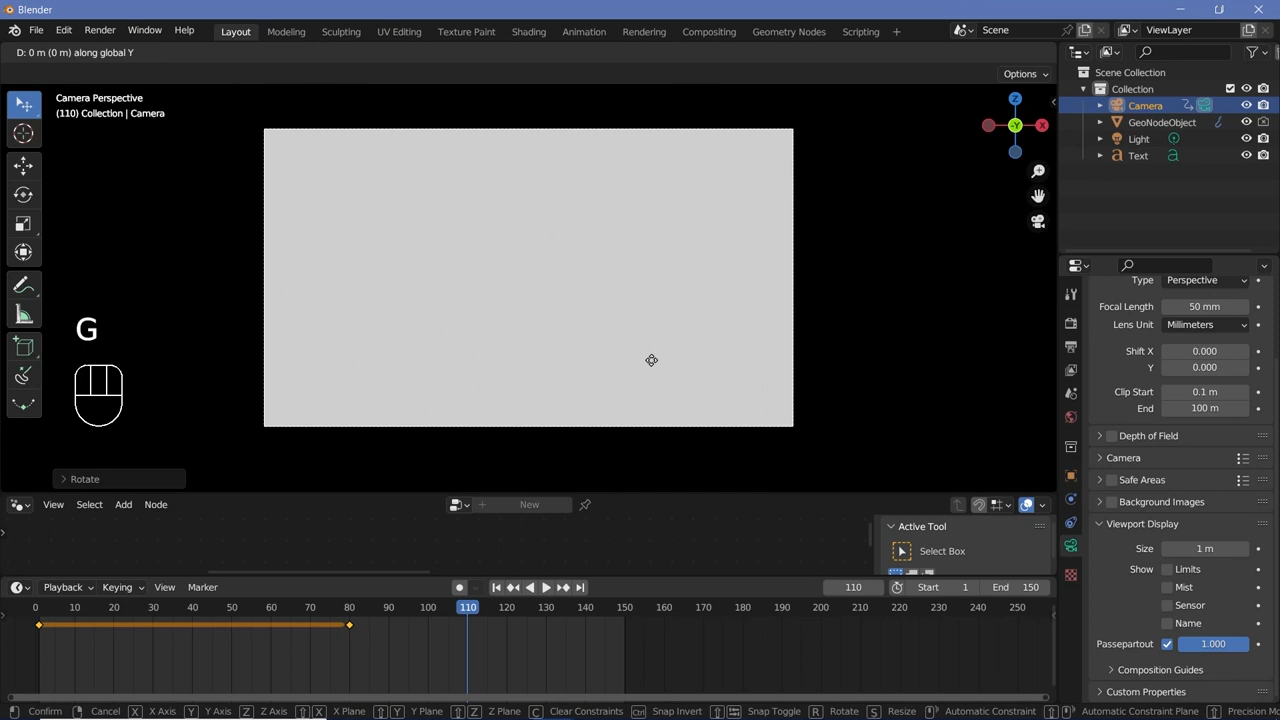 Blender
File Edit Render Window Help Layout Modeling Sculpting UV Editing Texture Paint Shading Animation Rendering Compositing Geometry Nodes Scripting + Scene ViewLayer
D: 0 m (0 m) along global Y
Options
Camera Perspective
(110) Collection | Camera
Z
-Y
X
G
Rotate
Scene Collection
Collection
Camera
GeoNodeObject
Light
Text
Type Perspective
Focal Length 50 mm
Lens Unit Millimeters
Shift X 0.000
Y 0.000
Clip Start 0.1 m
End 100 m
Depth of Field
Camera
Safe Areas
Background Images
Viewport Display
Size 1 m
Show Limits
Mist
Sensor
Name
Passepartout 1.000
Composition Guides
Custom Properties
View Select Add Node + New
Active Tool
Select Box
Playback Keying View Marker 110 Start 1 End 150
0 10 20 30 40 50 60 70 80 90 100 110 120 130 140 150 160 170 180 190 200 210 220 230 240 250
Confirm Cancel X X Axis Y Y Axis Z Z Axis X X Plane Y Y Plane Z Z Plane C Clear Constraints Ctrl Snap Invert Snap Toggle R Rotate S Resize Automatic Constraint Automatic Constraint Plane Precision Mo